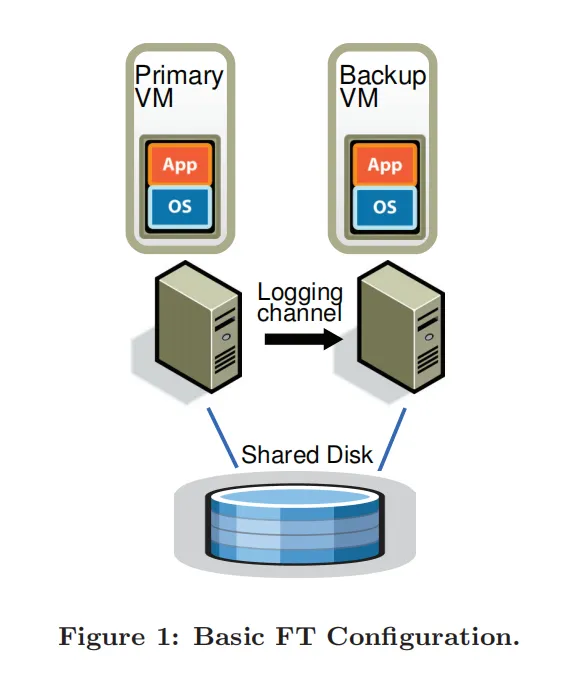 Primary
VM
App
OS
Backup
VM
App
OS
Logging
channel
Shared Disk
Figure 1: Basic FT Configuration.